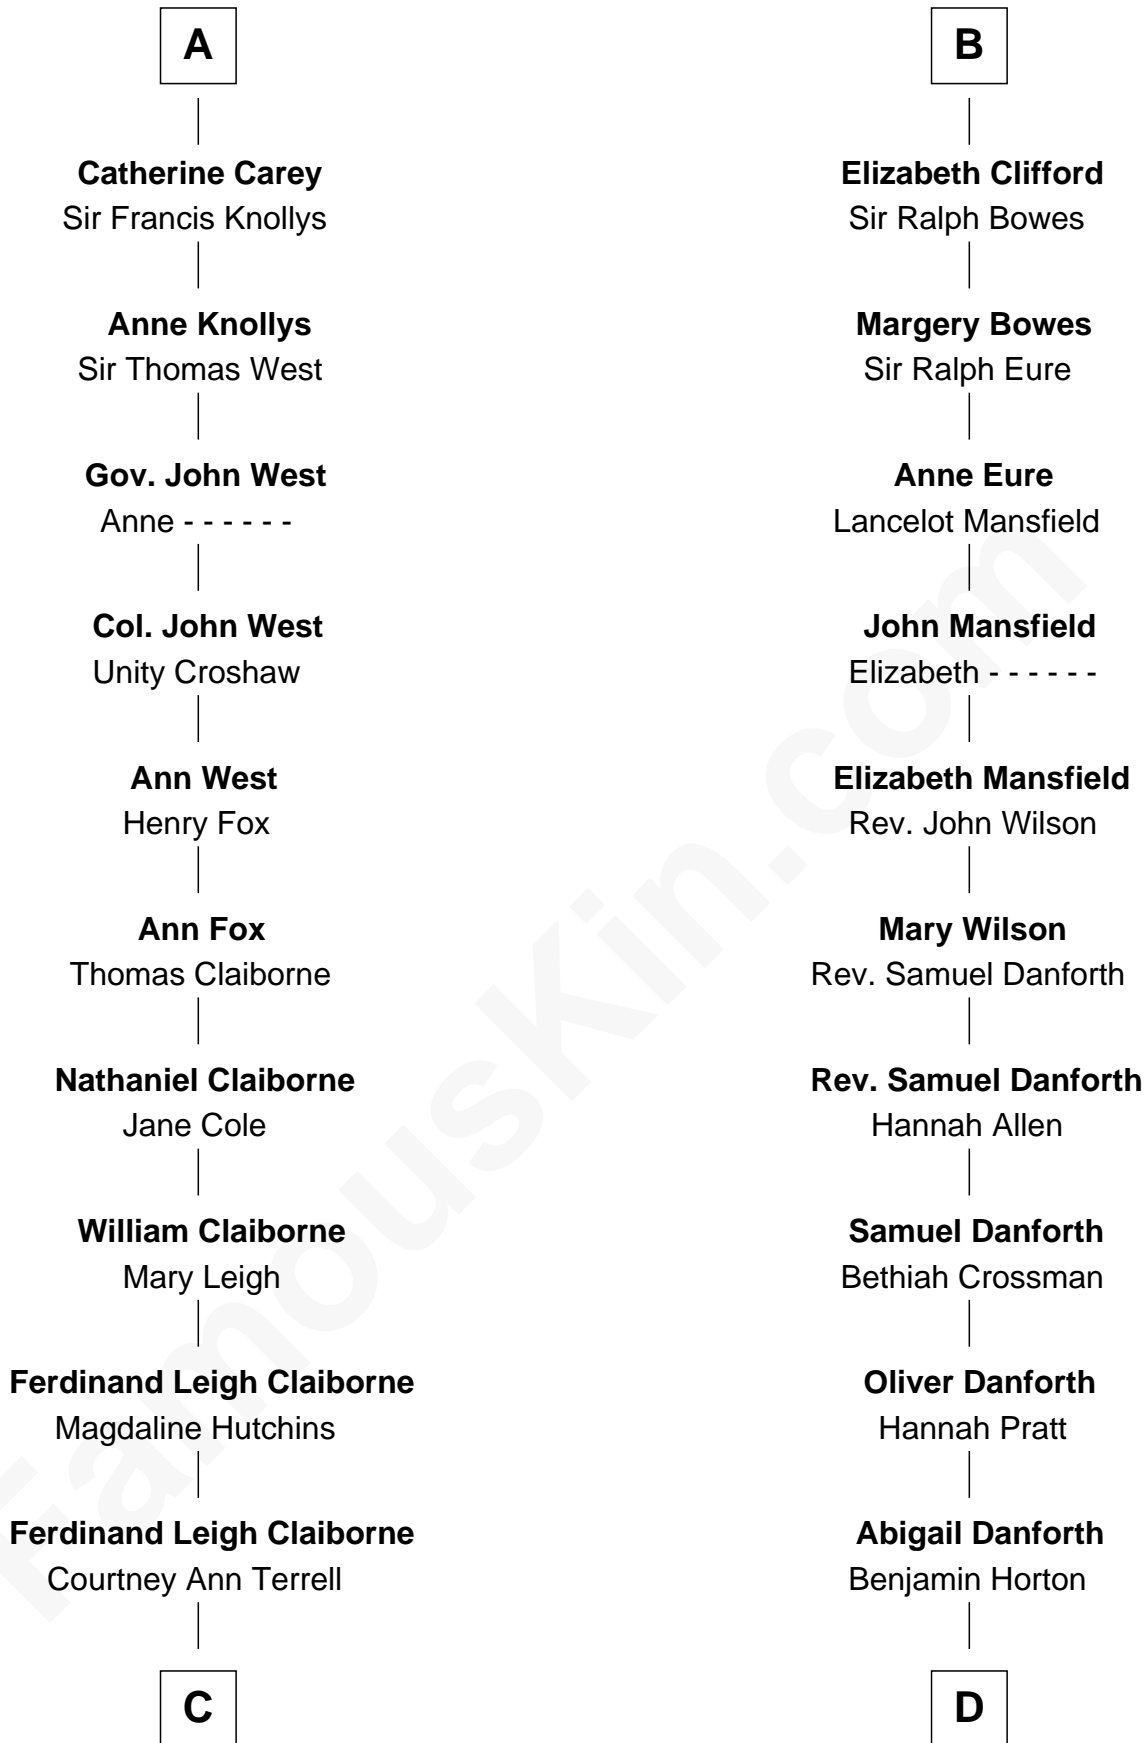 A
Catherine Carey
Sir Francis Knollys
Anne Knollys
Sir Thomas West
Gov. John West
Anne - - - - - -
Col. John West
Unity Croshaw
Ann West
Henry Fox
Ann Fox
Thomas Claiborne
Nathaniel Claiborne
Jane Cole
William Claiborne
Mary Leigh
Ferdinand Leigh Claiborne
Magdaline Hutchins
Ferdinand Leigh Claiborne
Courtney Ann Terrell
C
B
Elizabeth Clifford
Sir Ralph Bowes
Margery Bowes
Sir Ralph Eure
Anne Eure
Lancelot Mansfield
John Mansfield
Elizabeth - - - - - -
Elizabeth Mansfield
Rev. John Wilson
Mary Wilson
Rev. Samuel Danforth
Rev. Samuel Danforth
Hannah Allen
Samuel Danforth
Bethiah Crossman
Oliver Danforth
Hannah Pratt
Abigail Danforth
Benjamin Horton
D
FamousKin.com